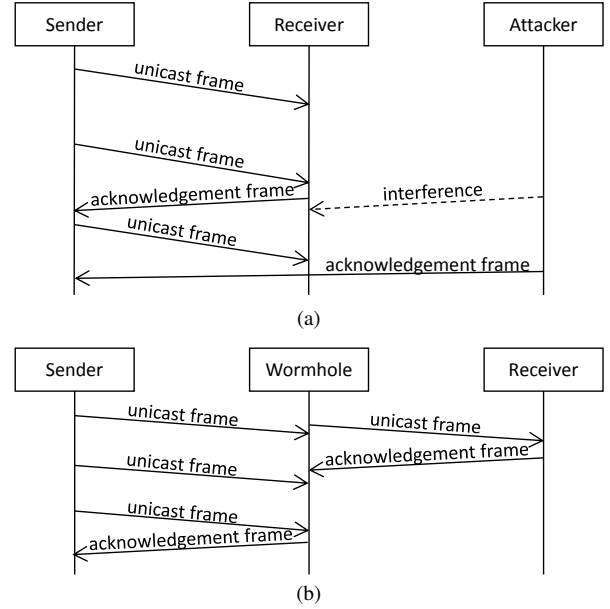 Sender Receiver Attacker
unicast frame
unicast frame
acknowledgement frame interference
unicast frame
acknowledgement frame
(a)
Sender Wormhole Receiver
unicast frame unicast frame
acknowledgement frame
unicast frame
unicast frame
acknowledgement frame
(b)